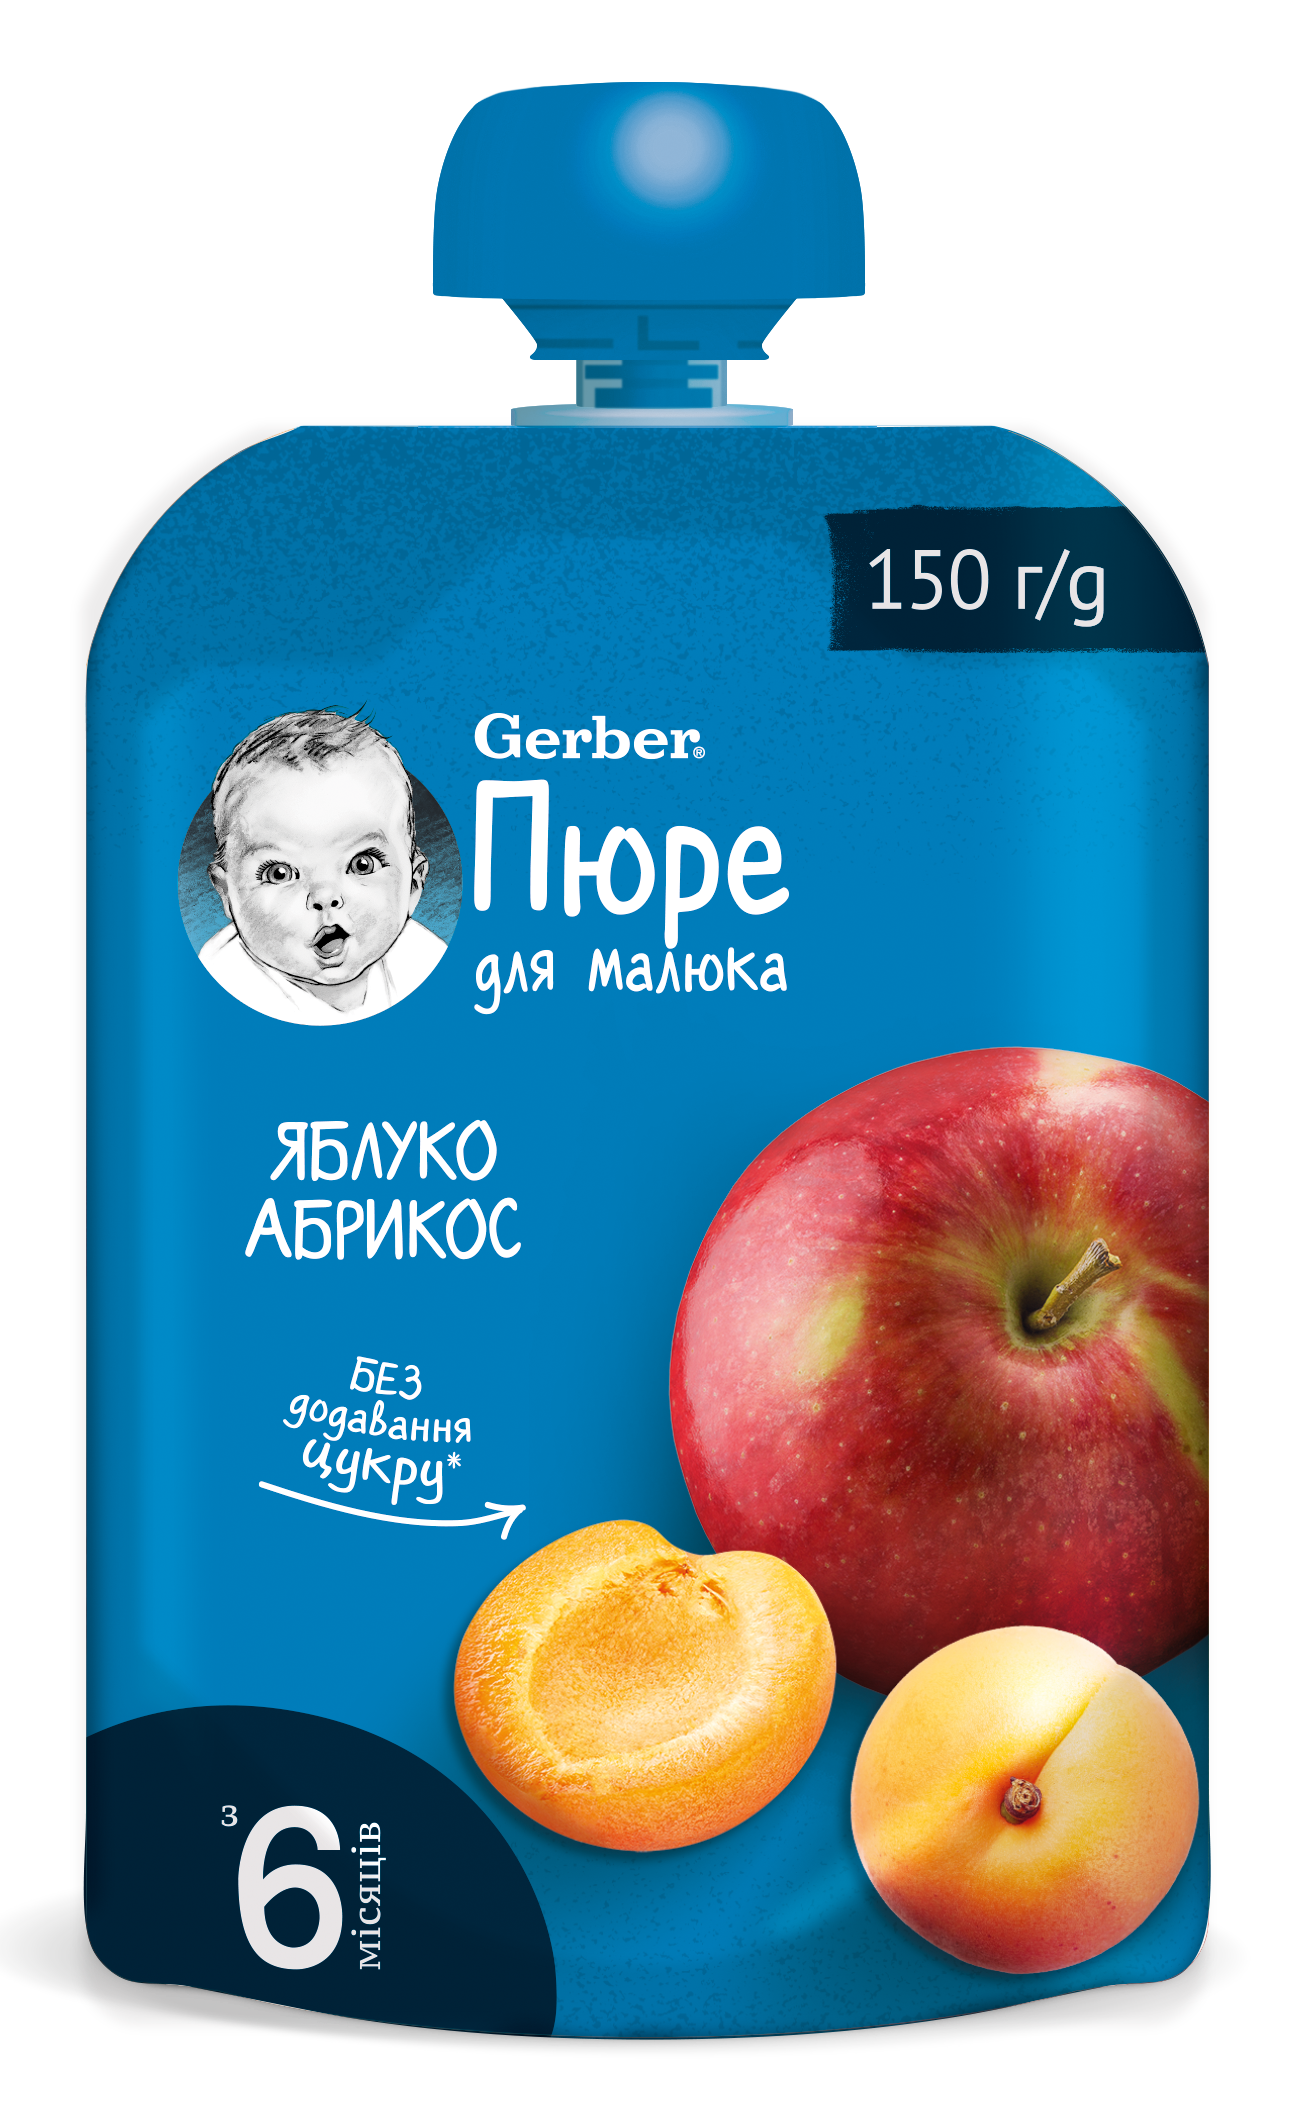 150 г/g
Gerber®
Пюре
для малюка
ЯБЛУКО
АБРИКОС
БЕЗ
додавання
цукру*
з
6
місяців